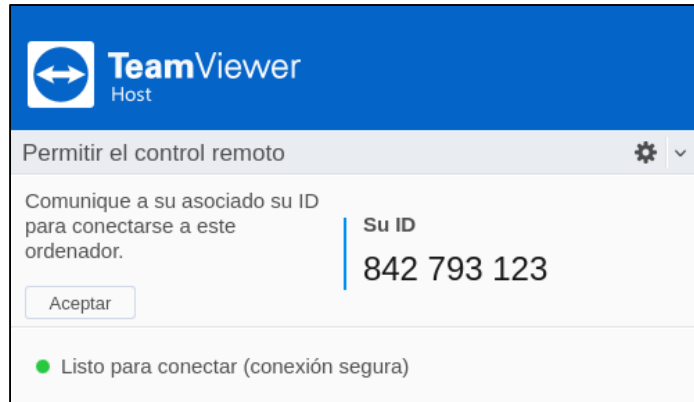 TeamViewer
Host
Permitir el control remoto
Comunique a su asociado su ID
para conectarse a este
ordenador.
Aceptar
Su ID
842 793 123
Listo para conectar (conexión segura)